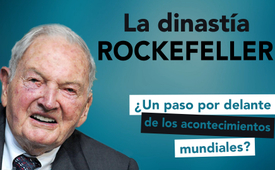 La dinastía
ROCKEFELLER
¿Un paso por delante
de los acontecimientos
mundiales?